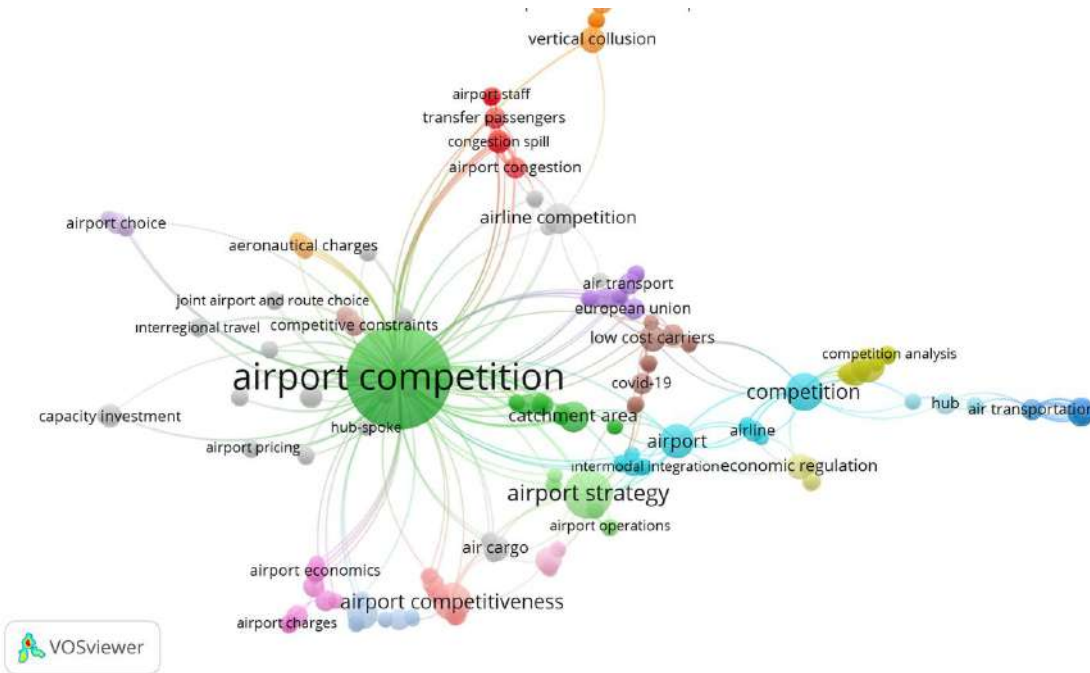 vertical collusion
airport staff
transfer passengers
congestion spill
airport congestion
airline competition
airport choice
aeronautical charges
air transport
joint airport and route choice
european union
interregional travel
competitive constraints
low cost carriers
competition analysis
airport competition
covid-19
competition
hub
air transportation
capacity investment
catchment area
hub-spoke
airport
airline
airport pricing
intermodal integration
economic regulation
airport strategy
airport operations
air cargo
airport economics
airport competitiveness
airport charges
VOSviewer